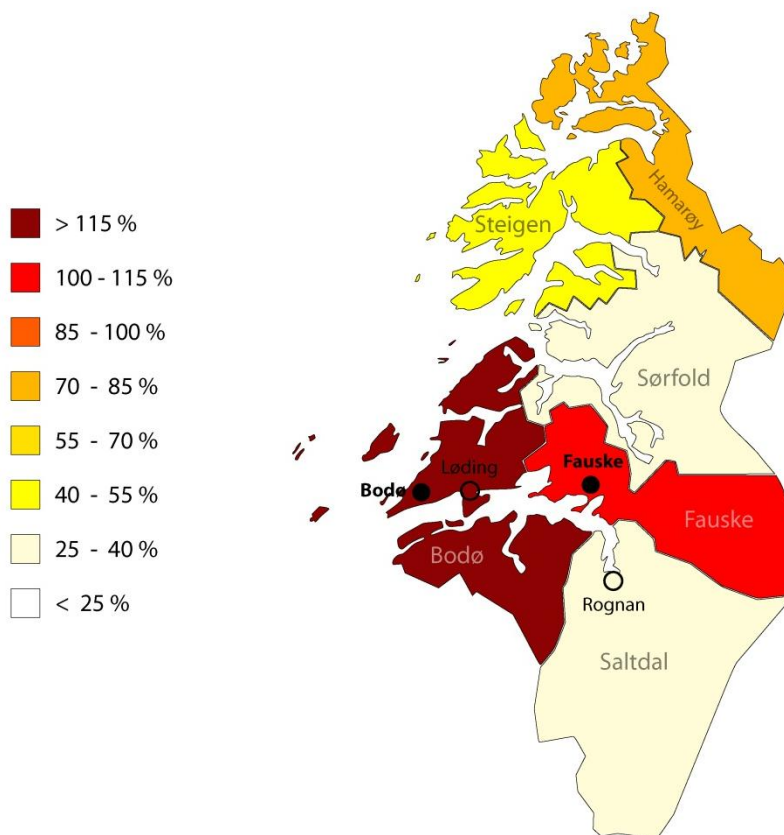 > 115 %
100 - 115 %
85 - 100 %
70 - 85 %
55 - 70 %
40 - 55 %
25 - 40 %
< 25 %
Hamarøy
Steigen
Sørfold
Løding
Fauske
Bodø
Fauske
Bodø
Rognan
Saltdal